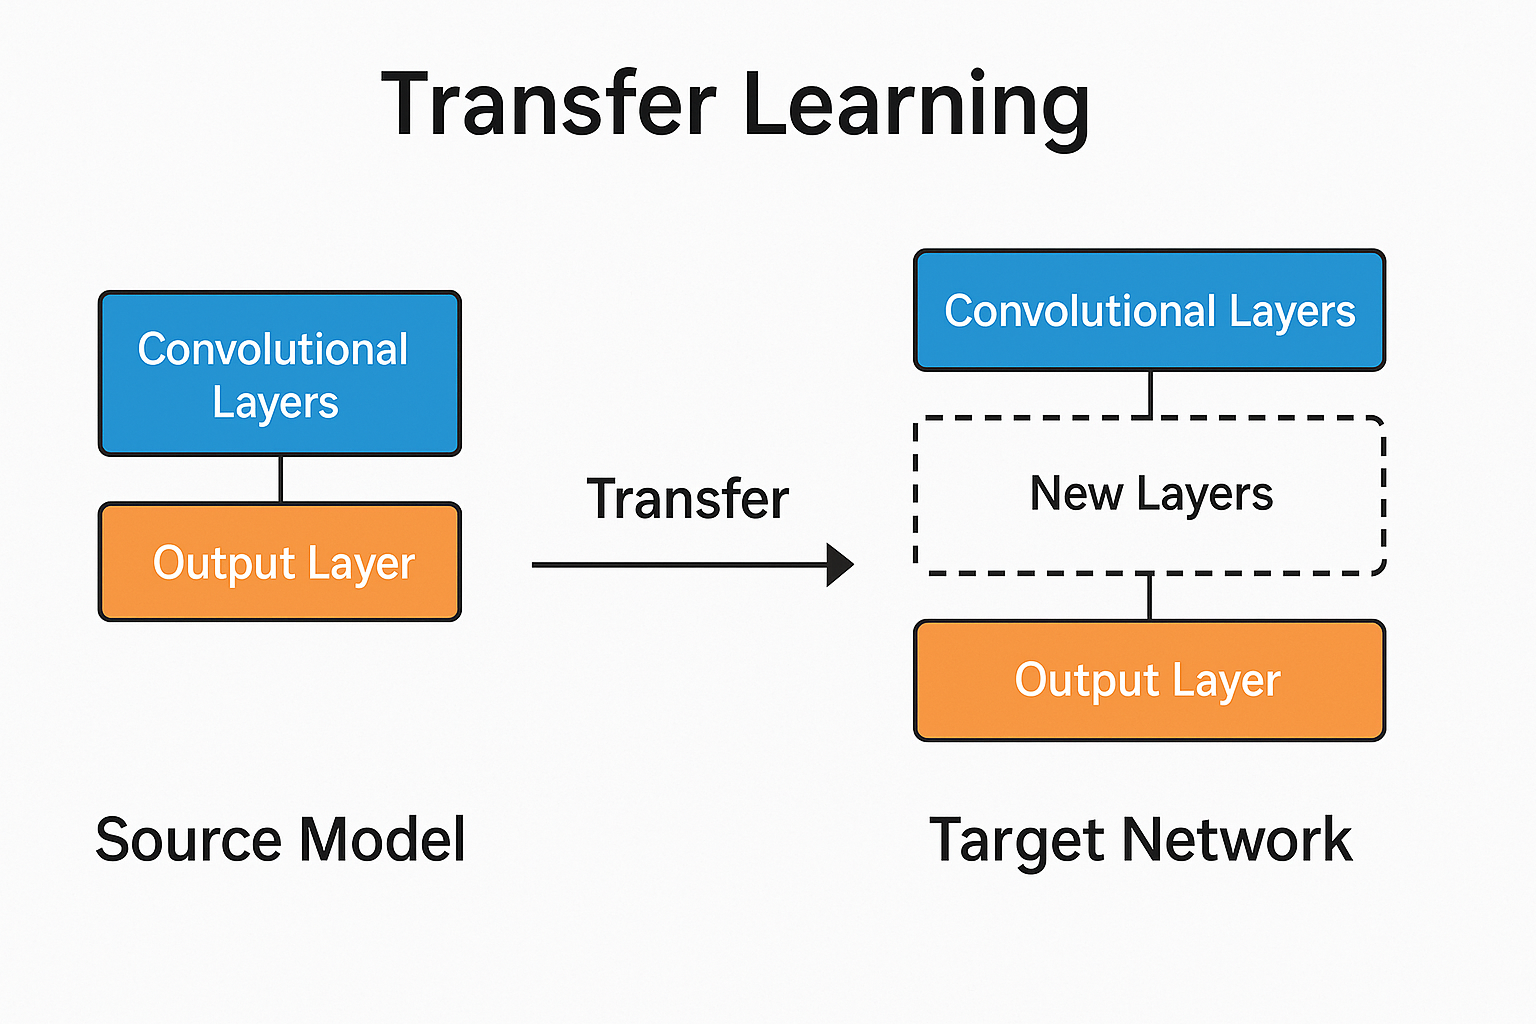 Transfer Learning
Convolutional
Layers
Output Layer
Source Model
Transfer
Convolutional Layers
New Layers
Output Layer
Target Network